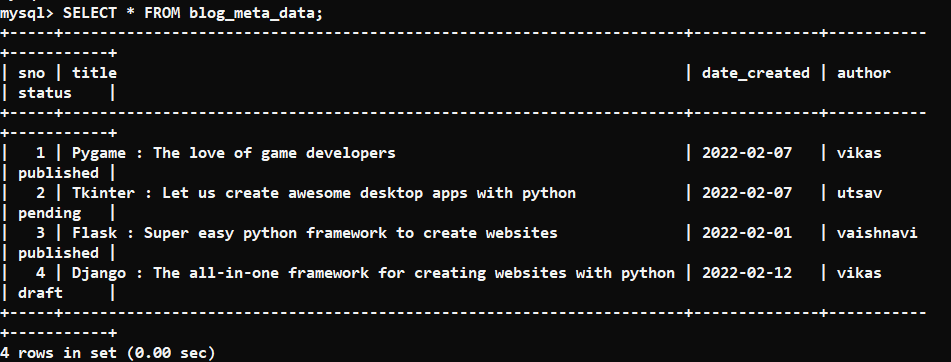 mysql> SELECT * FROM blog_meta_data;
+-----+--------------------------------------------------------------------+--------------+-----------
+-----------+
| sno | title                                                              | date_created | author
| status    |
+-----+--------------------------------------------------------------------+--------------+-----------
+-----------+
|   1 | Pygame : The love of game developers                               | 2022-02-07   | vikas
| published |
|   2 | Tkinter : Let us create awesome desktop apps with python           | 2022-02-07   | utsav
| pending   |
|   3 | Flask : Super easy python framework to create websites             | 2022-02-01   | vaishnavi
| published |
|   4 | Django : The all-in-one framework for creating websites with python | 2022-02-12   | vikas
| draft     |
+-----+--------------------------------------------------------------------+--------------+-----------
+-----------+
4 rows in set (0.00 sec)